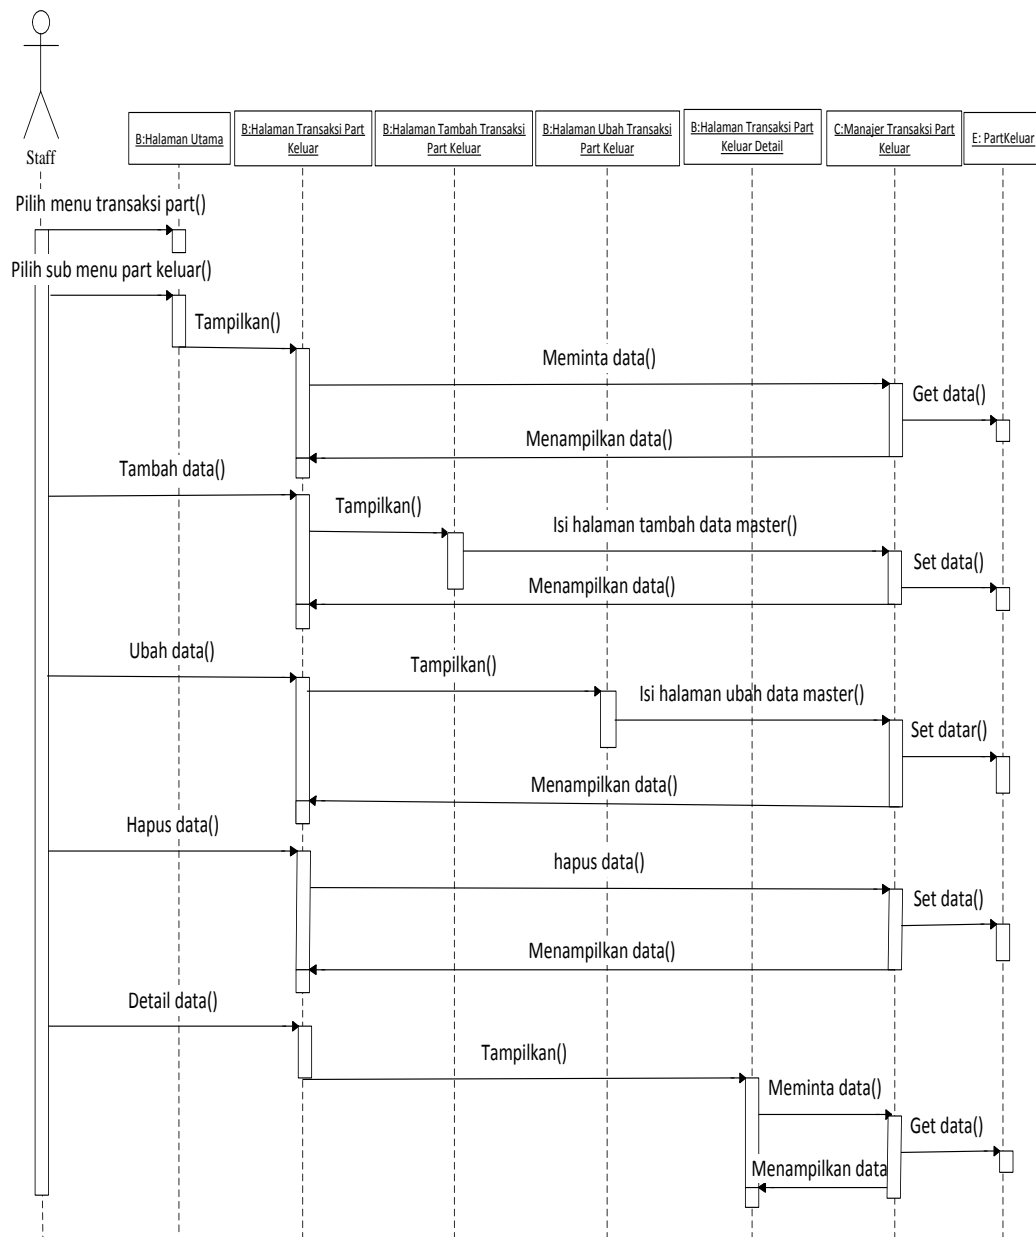 Staff
B:Halaman Utama
B:Halaman Transaksi Part
Keluar
B:Halaman Tambah Transaksi
Part Keluar
B:Halaman Ubah Transaksi
Part Keluar
B:Halaman Transaksi Part
Keluar Detail
C:Manajer Transaksi Part
Keluar
E: PartKeluar
Pilih menu transaksi part()
Pilih sub menu part keluar()
Tampilkan()
Meminta data()
Get data()
Menampilkan data()
Tambah data()
Tampilkan()
Isi halaman tambah data master()
Set data()
Menampilkan data()
Ubah data()
Tampilkan()
Isi halaman ubah data master()
Set datar()
Menampilkan data()
Hapus data()
hapus data()
Set data()
Menampilkan data()
Detail data()
Tampilkan()
Meminta data()
Get data()
Menampilkan data